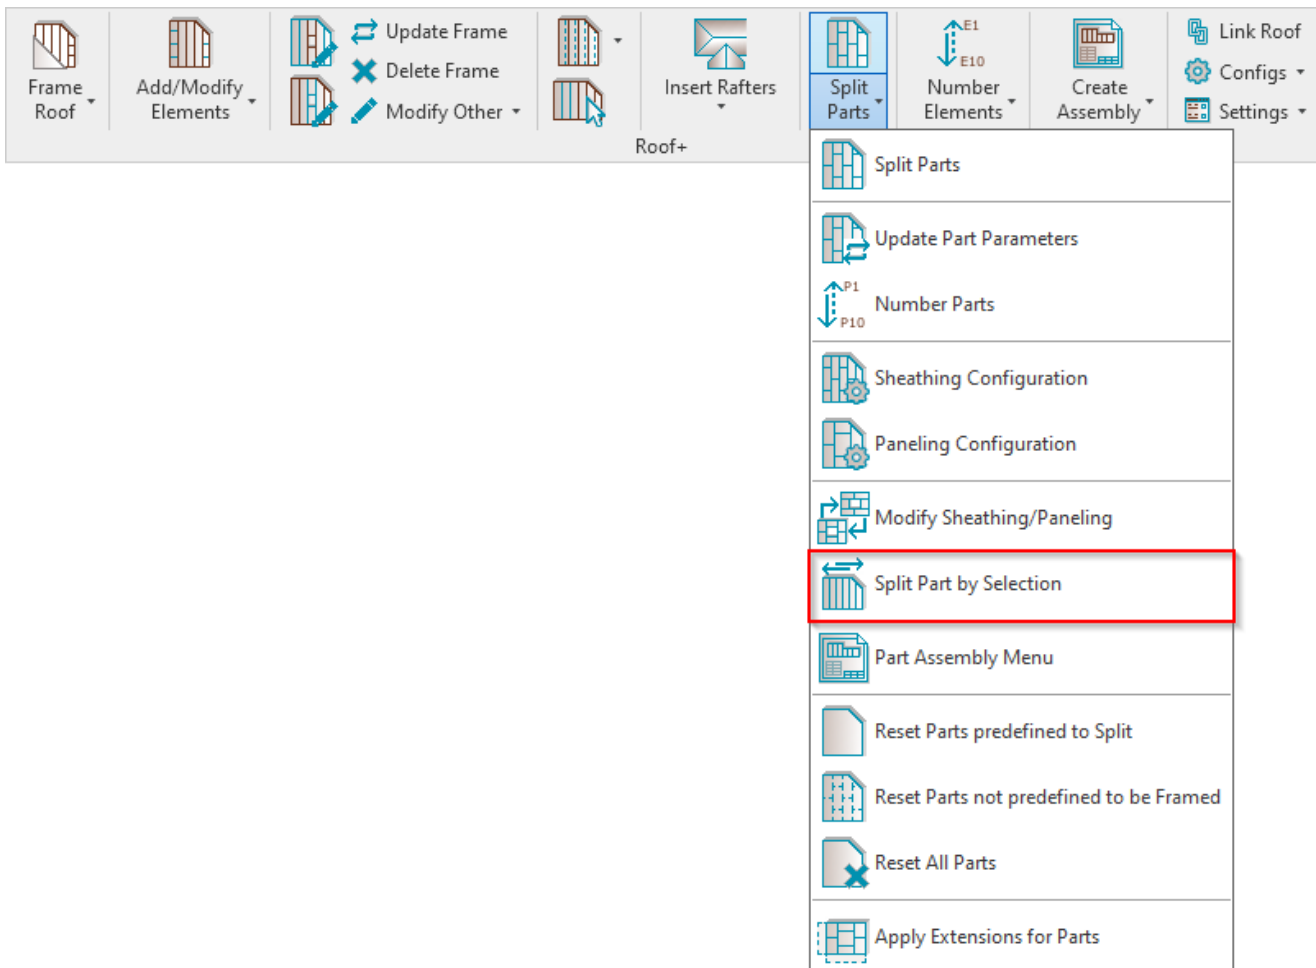 Frame
Roof
Add/Modify
Elements
Update Frame
Delete Frame
Modify Other
Insert Rafters
Split
Parts
E1
E10
Number
Elements
Create
Assembly
Link Roof
Configs
Settings
Roof+
Split Parts
Update Part Parameters
P1
P10
Number Parts
Sheathing Configuration
Paneling Configuration
Modify Sheathing/Paneling
Split Part by Selection
Part Assembly Menu
Reset Parts predefined to Split
Reset Parts not predefined to be Framed
Reset All Parts
Apply Extensions for Parts